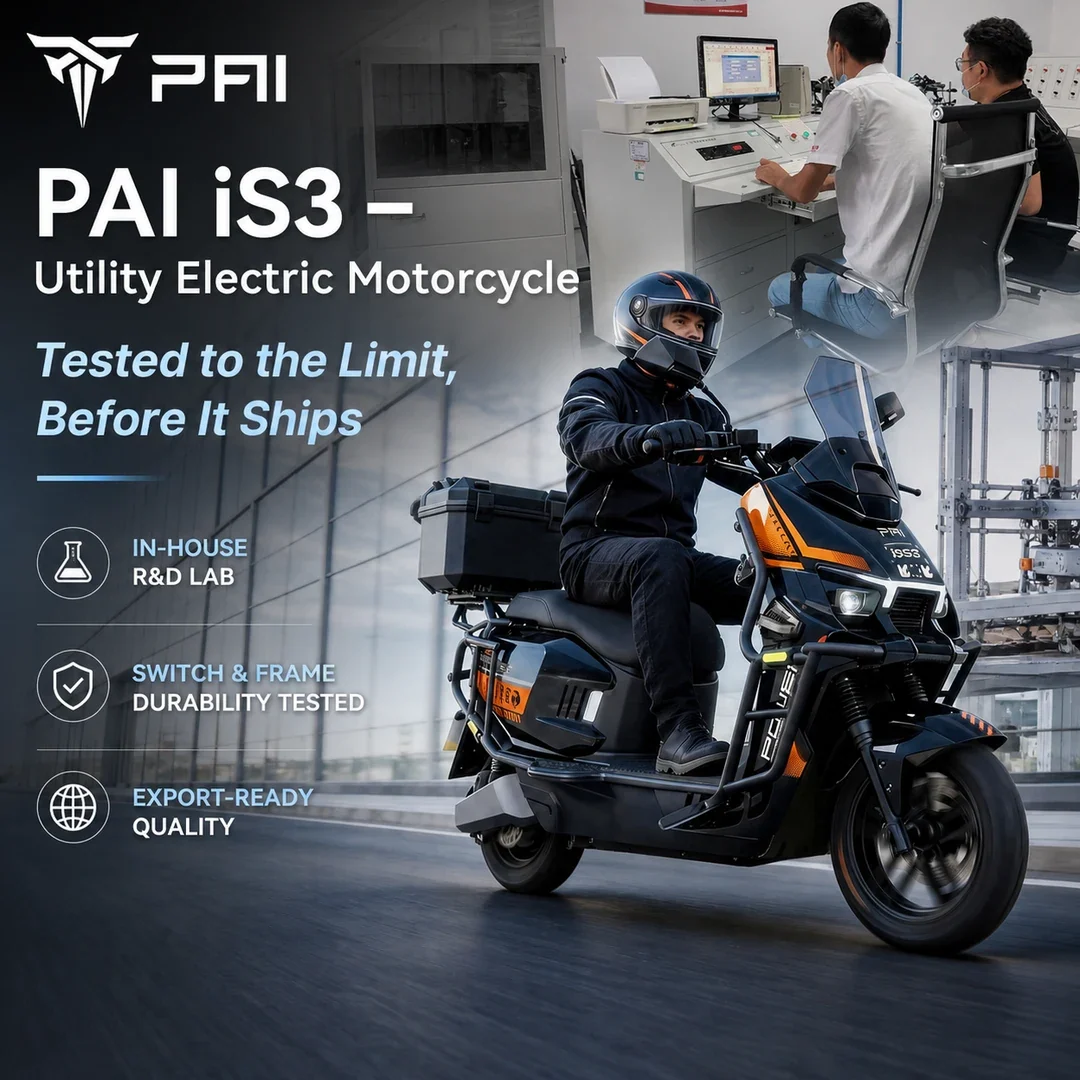 PAI
PAI iS3 –
Utility Electric Motorcycle
Tested to the Limit,
Before It Ships
IN-HOUSE
R&D LAB
SWITCH & FRAME
DURABILITY TESTED
EXPORT-READY
QUALITY
PAI
POWER